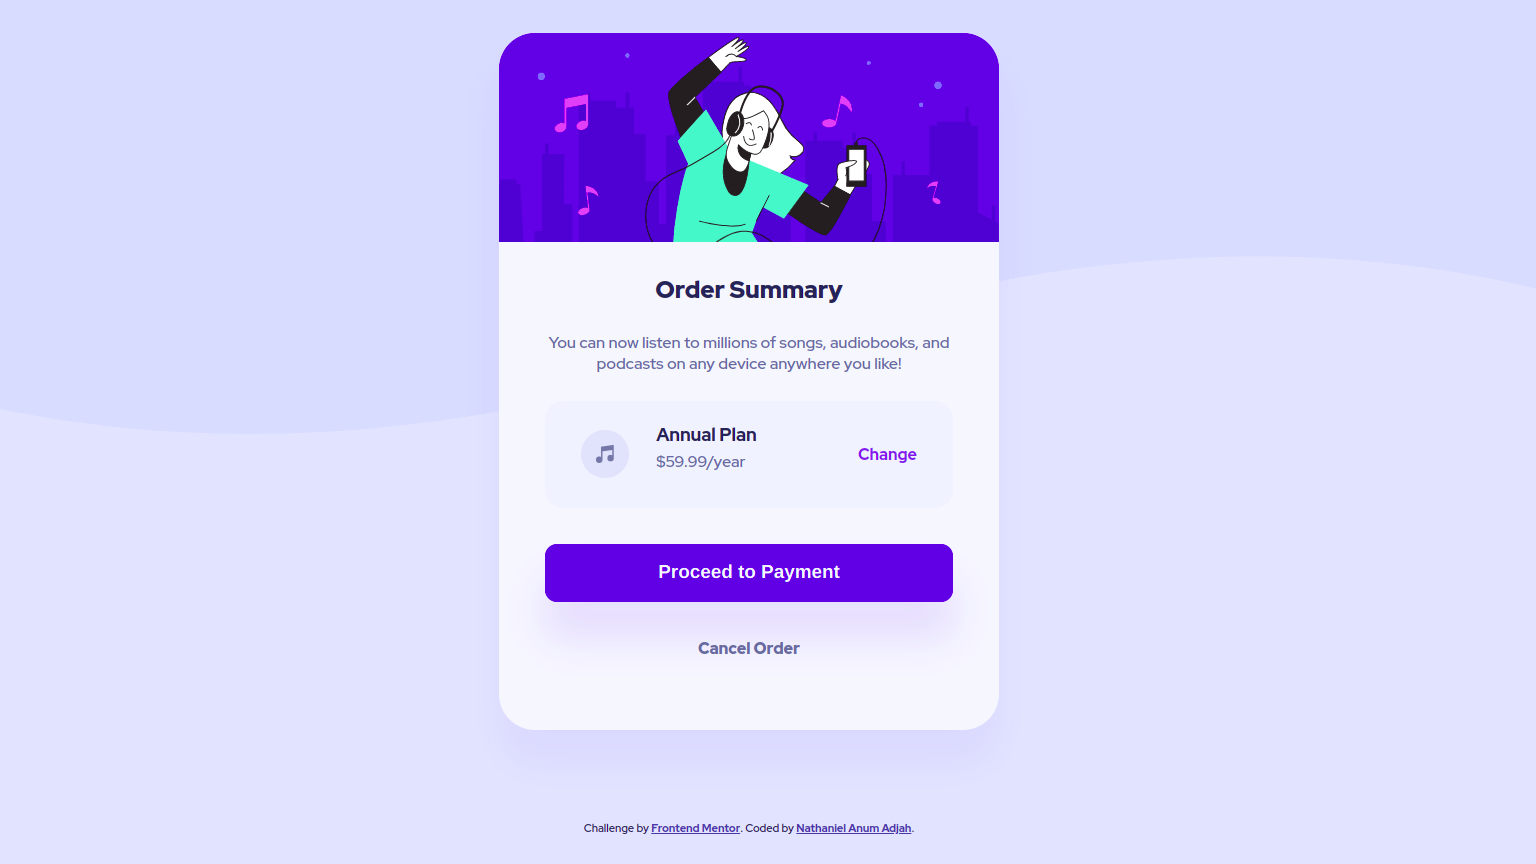 Order Summary
You can now listen to millions of songs, audiobooks, and
podcasts on any device anywhere you like!
Annual Plan
$59.99/year
Change
Proceed to Payment
Cancel Order
Challenge by Frontend Mentor. Coded by Nathaniel Anum Adjah.